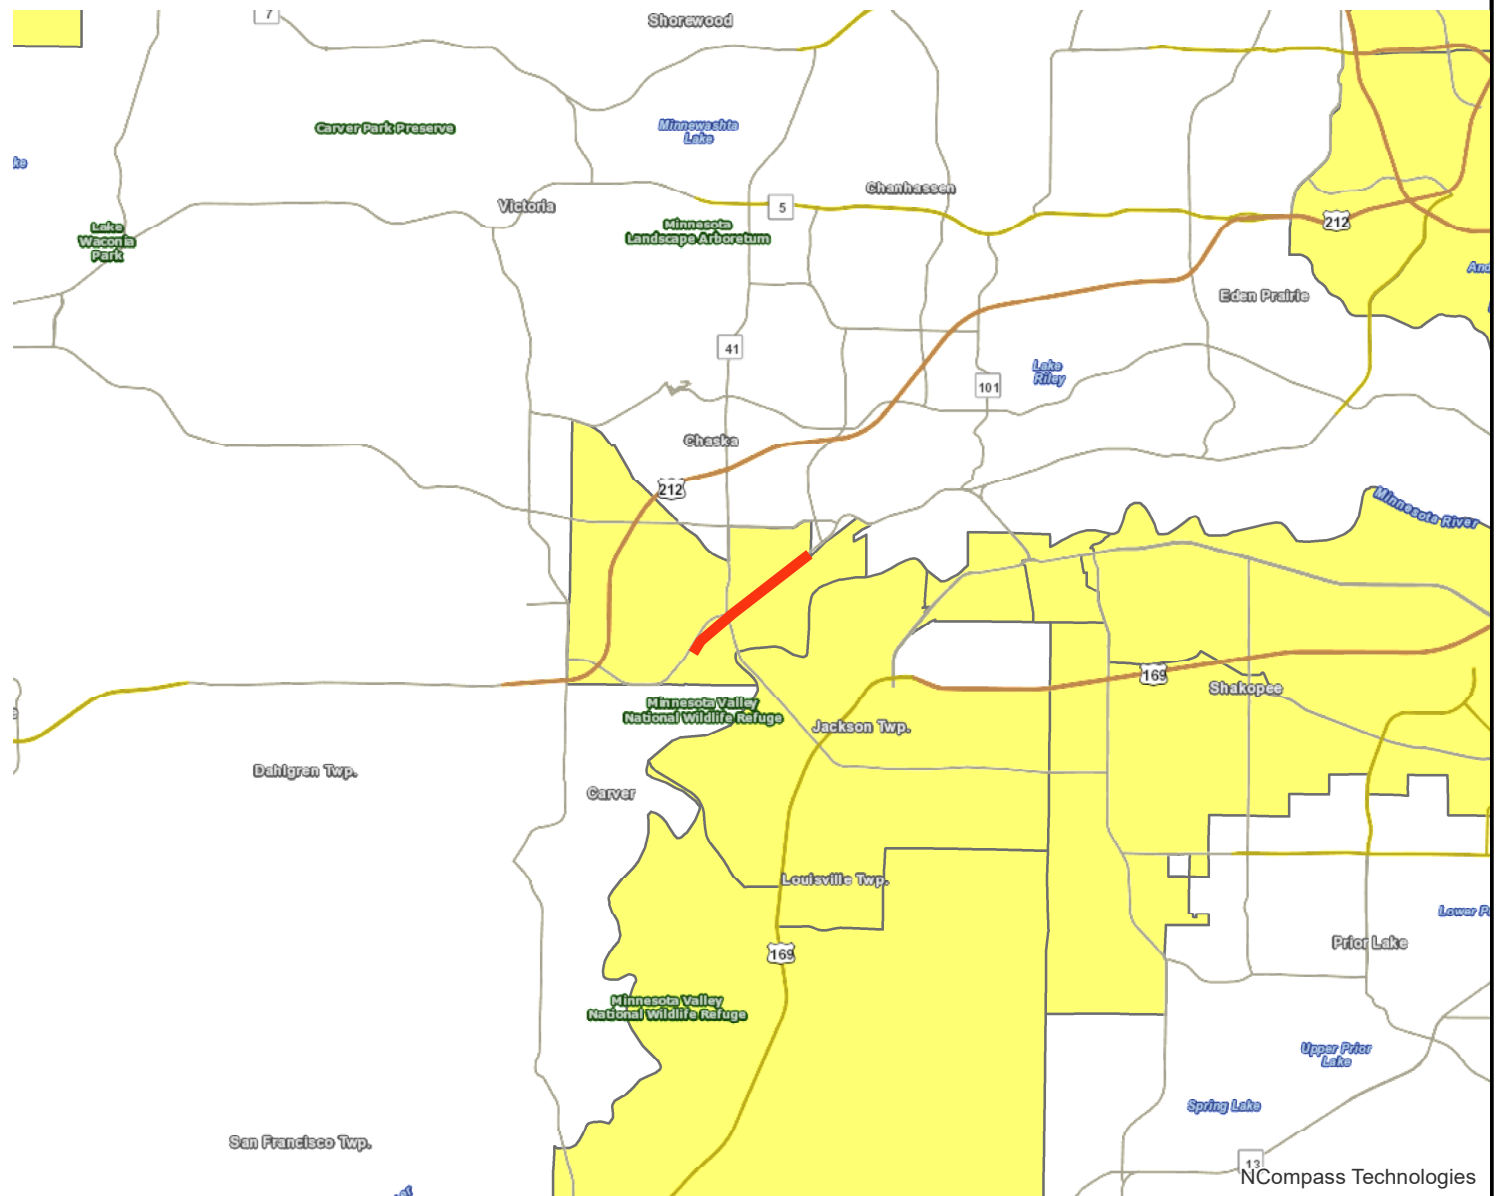 7
Shorewood
Carver Park Preserve
Minnewashta
Lake
ke
Chanhassen
Victoria
5
Lake
Waconia
Park
Minnesota
Landscape Arboretum
212
Eden Prairie
41
Lake
Riley
101
Chaska
212
Minnesota River
169
Shakopee
Minnesota Valley
National Wildlife Refuge
Jackson Twp.
Dahlgren Twp.
Carver
Louisville Twp.
Lower P
Prior Lake
169
Minnesota Valley
National Wildlife Refuge
Upper Prior
Lake
Spring Lake
San Francisco Twp.
13
NCompass Technologies